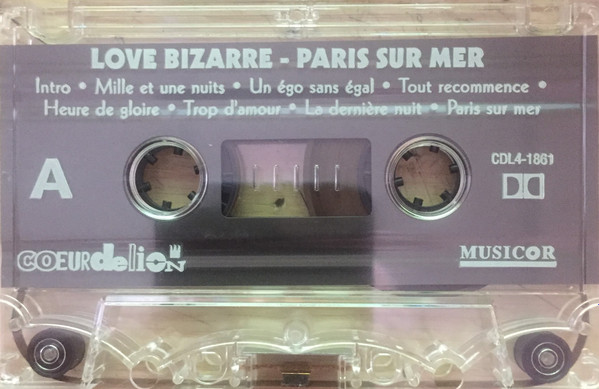 LOVE BIZARRE - PARIS SUR MER
Intro • Mille et une nuits • Un égo sans égal • Tout recommence •
Heure de gloire • Trop d'amour • La dernière nuit • Paris sur mer
A
CDL4-1861
COEURdelioN
MUSICOR